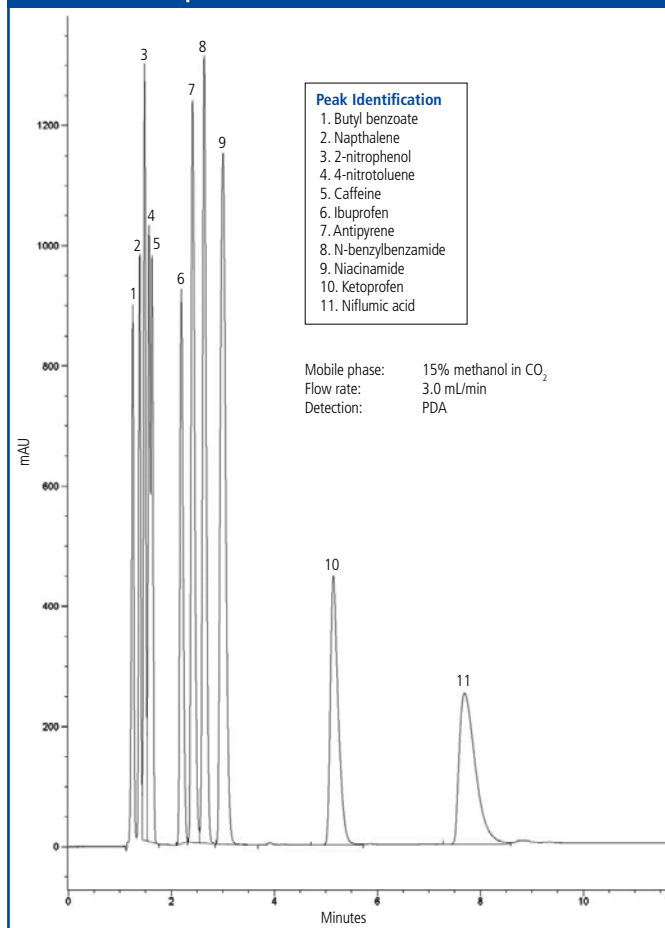 3
8
7
9
4
2
5
1
6
10
11
Peak Identification
1. Butyl benzoate
2. Napthalene
3. 2-nitrophenol
4. 4-nitrotoluene
5. Caffeine
6. Ibuprofen
7. Antipyrene
8. N-benzylbenzamide
9. Niacinamide
10. Ketoprofen
11. Niflumic acid
Mobile phase: 15% methanol in CO₂
Flow rate: 3.0 mL/min
Detection: PDA
mAU
1200
1000
800
600
400
200
0
0 2 4 6 8 10
Minutes